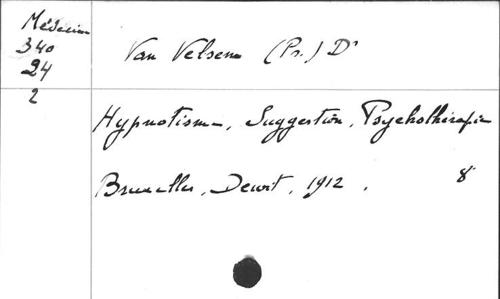 Médecine
340
24
2
Van Velsen (Pr.) Dr
Hypnotisme, Suggestion, Psychothérapie
Bruxelles, Dewit, 1912. 8°